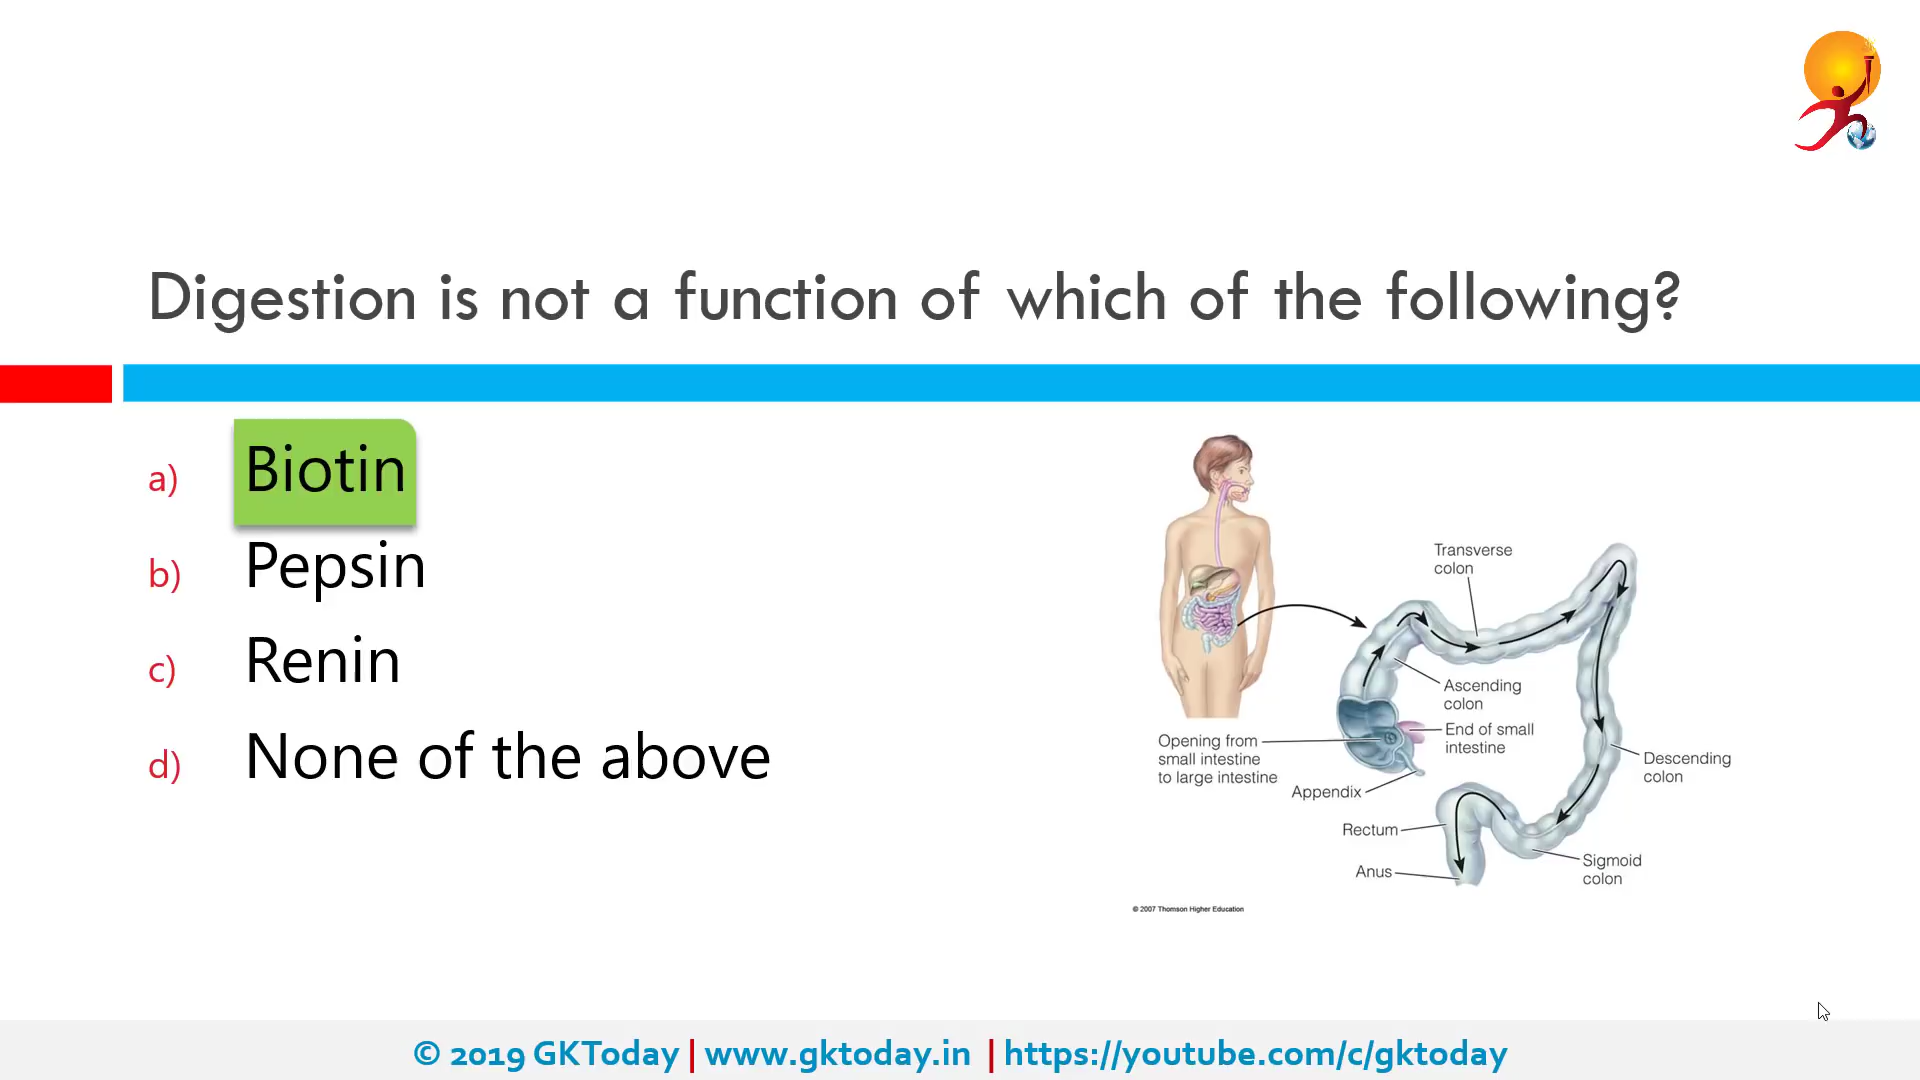 Digestion is not a function of which of the following?
a) Biotin
b) Pepsin
c) Renin
d) None of the above
Transverse
colon
Ascending
colon
End of small
intestine
Opening from
small intestine
to large intestine
Appendix
Descending
colon
Rectum
Sigmoid
colon
Anus
© 2007 Thomson Higher Education
© 2019 GKToday | www.gktoday.in | https://youtube.com/c/gktoday